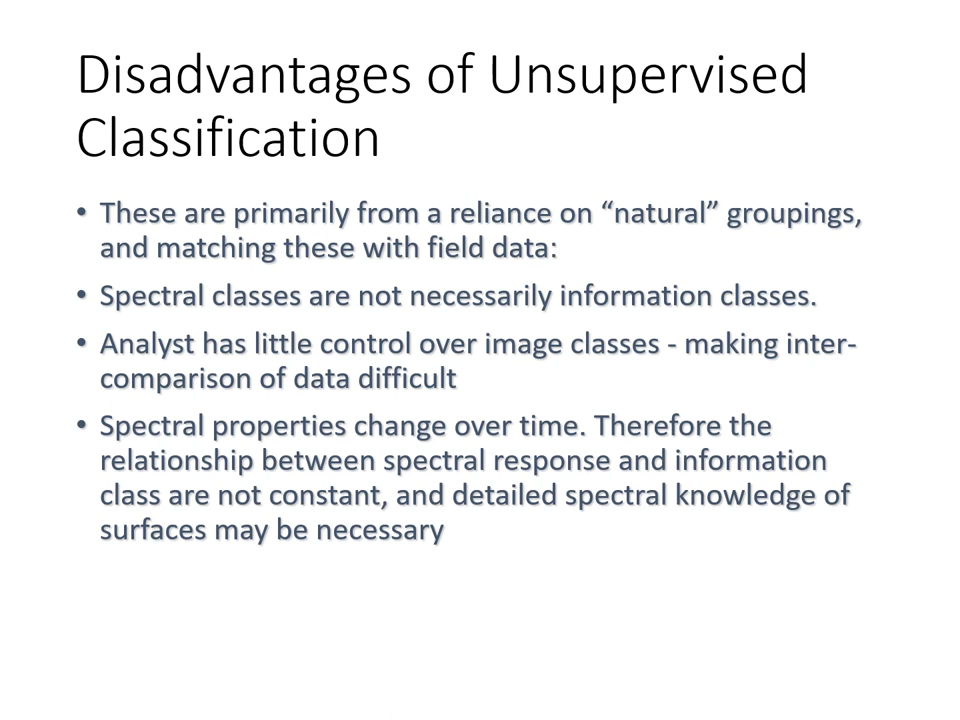 Disadvantages of Unsupervised
Classification
• These are primarily from a reliance on “natural” groupings,
and matching these with field data:
• Spectral classes are not necessarily information classes.
• Analyst has little control over image classes - making inter-
comparison of data difficult
• Spectral properties change over time. Therefore the
relationship between spectral response and information
class are not constant, and detailed spectral knowledge of
surfaces may be necessary